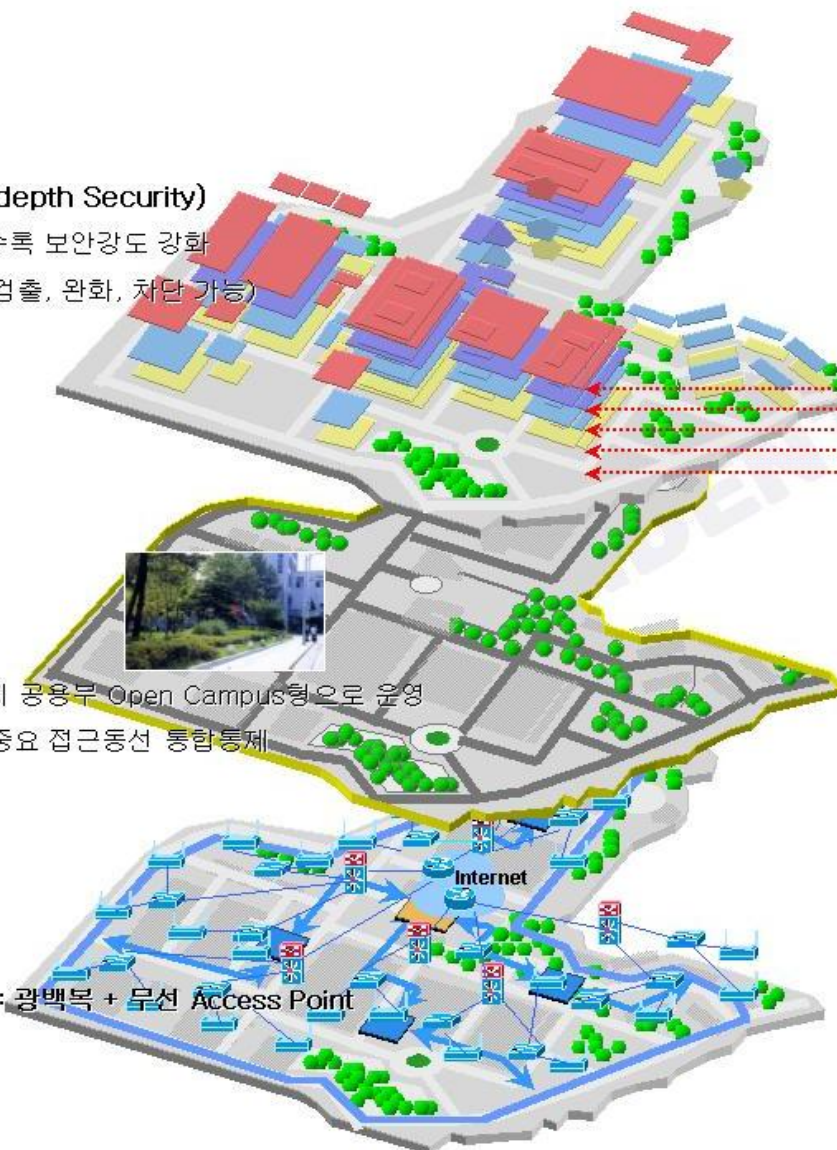 depth Security)
수록 보안강도 강화
검출, 완화, 차단 가능)
공용부 Open Campus형으로 운영
중요 접근동선 통합통제
Internet
: 광백복 + 무선 Access Point